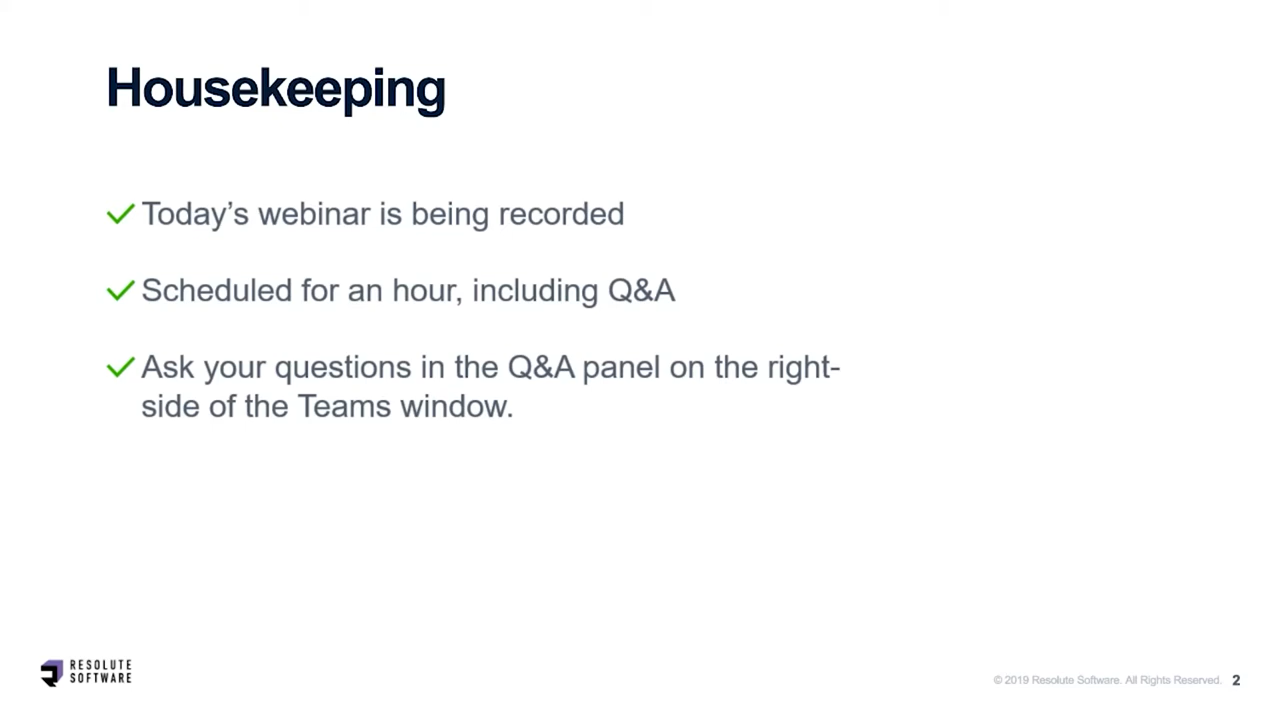 Housekeeping
Today’s webinar is being recorded
Scheduled for an hour, including Q&A
Ask your questions in the Q&A panel on the right-
side of the Teams window.
RESOLUTE
SOFTWARE
© 2019 Resolute Software. All Rights Reserved. 2